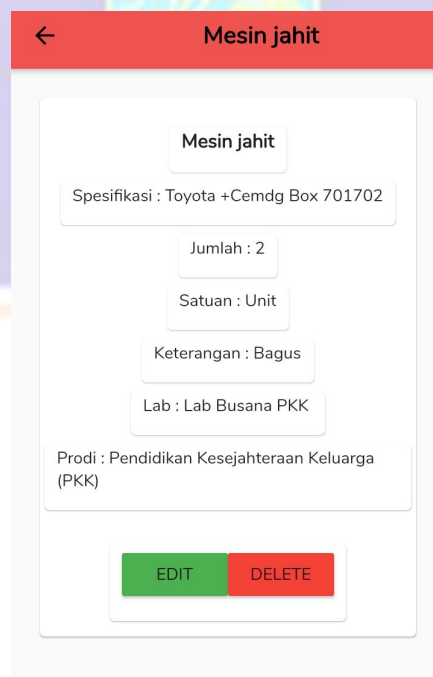 Mesin jahit
Mesin jahit
Spesifikasi : Toyota +Cemdg Box 701702
Jumlah : 2
Satuan : Unit
Keterangan : Bagus
Lab : Lab Busana PKK
Prodi : Pendidikan Kesejahteraan Keluarga
(PKK)
EDIT DELETE